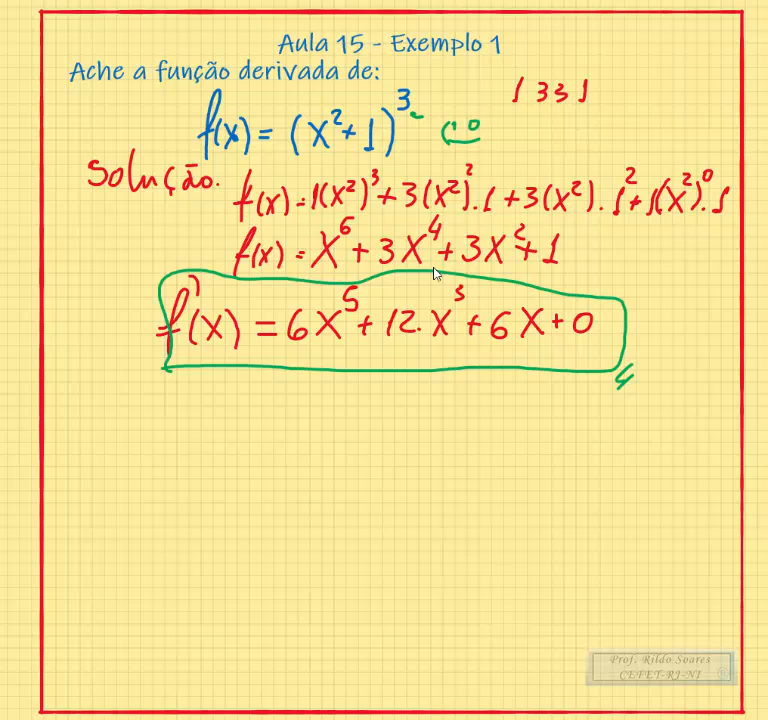 Aula 15 - Exemplo 1
Ache a função derivada de:
1 3 3 1
f(x) = (x²+1)³
Solução.
f(x) = 1(x²)³ + 3(x²)².1 + 3(x²).1² + 1(x²)⁰.1
f(x) = x⁶ + 3x⁴ + 3x² + 1
f'(x) = 6x⁵ + 12.x³ + 6x + 0
Prof. Rildo Soares
CEFET-RJ-NI